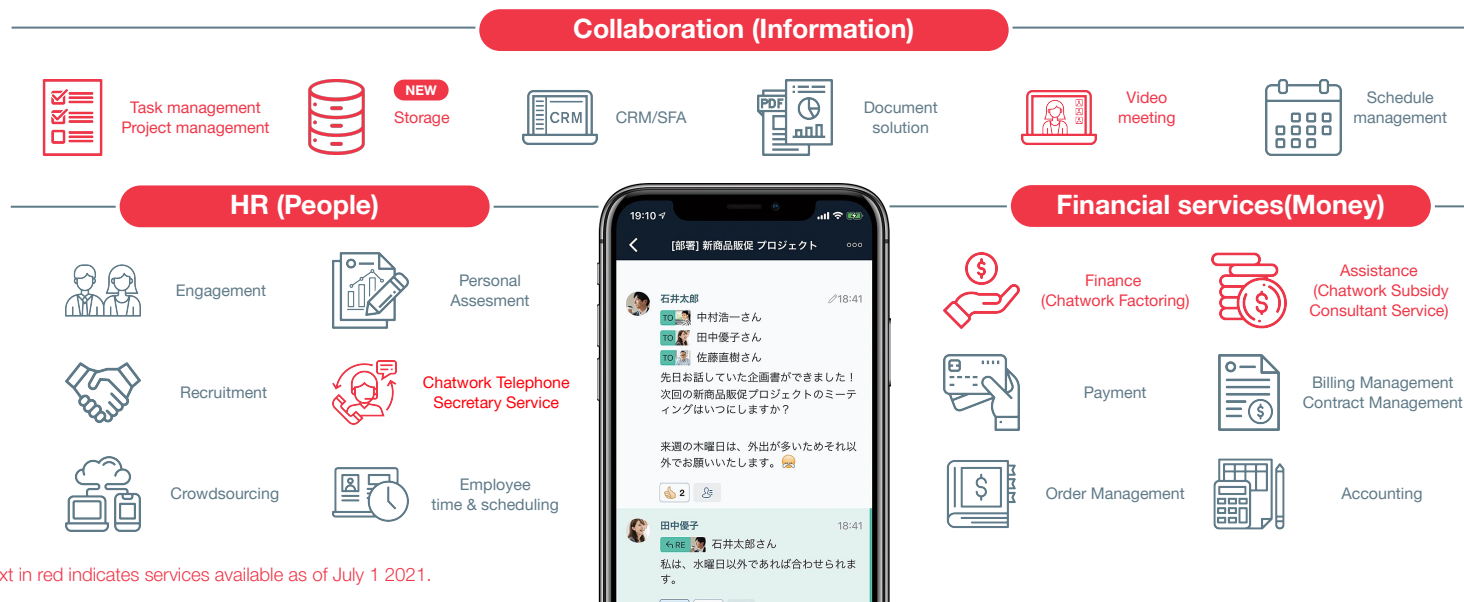 Collaboration (Information)
Task management
Project management
NEW
Storage
CRM
CRM/SFA
PDF
Document
solution
Video
meeting
Schedule
management
HR (People)
Engagement
Personal
Assesment
Recruitment
Chatwork Telephone
Secretary Service
Crowdsourcing
Employee
time & scheduling
19:10
[部署] 新商品販促 プロジェクト
石井太郎
18:41
TO 中村浩一さん
TO 田中優子さん
TO 佐藤直樹さん
先日お話していた企画書ができました！
次回の新商品販促プロジェクトのミーテ
ィングはいつにしますか？
来週の木曜日は、外出が多いためそれ以
外でお願いいたします。
2
田中優子
18:41
RE 石井太郎さん
私は、水曜日以外であれば合わせられま
す。
Financial services(Money)
$
Finance
(Chatwork Factoring)
$
Assistance
(Chatwork Subsidy
Consultant Service)
Payment
$
Billing Management
Contract Management
$
Order Management
Accounting
xt in red indicates services available as of July 1 2021.